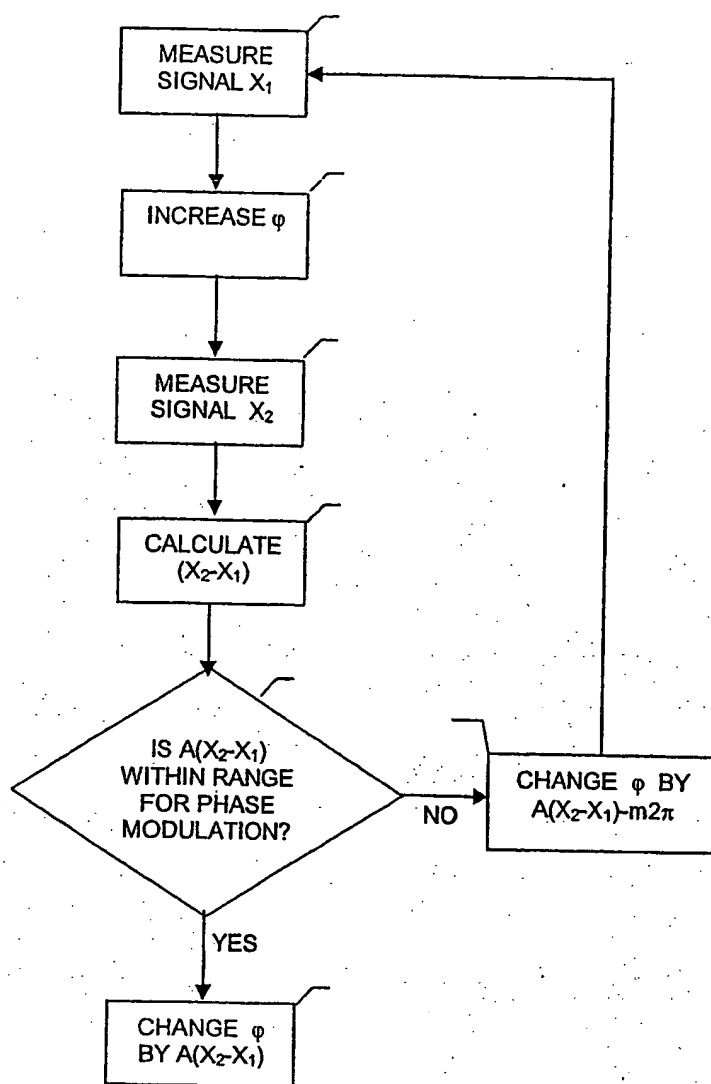 MEASURE
SIGNAL X₁
INCREASE φ
MEASURE
SIGNAL X₂
CALCULATE
(X₂-X₁)
IS A(X₂-X₁)
WITHIN RANGE
FOR PHASE
MODULATION?
NO
CHANGE φ BY
A(X₂-X₁)-m2π
YES
CHANGE φ
BY A(X₂-X₁)